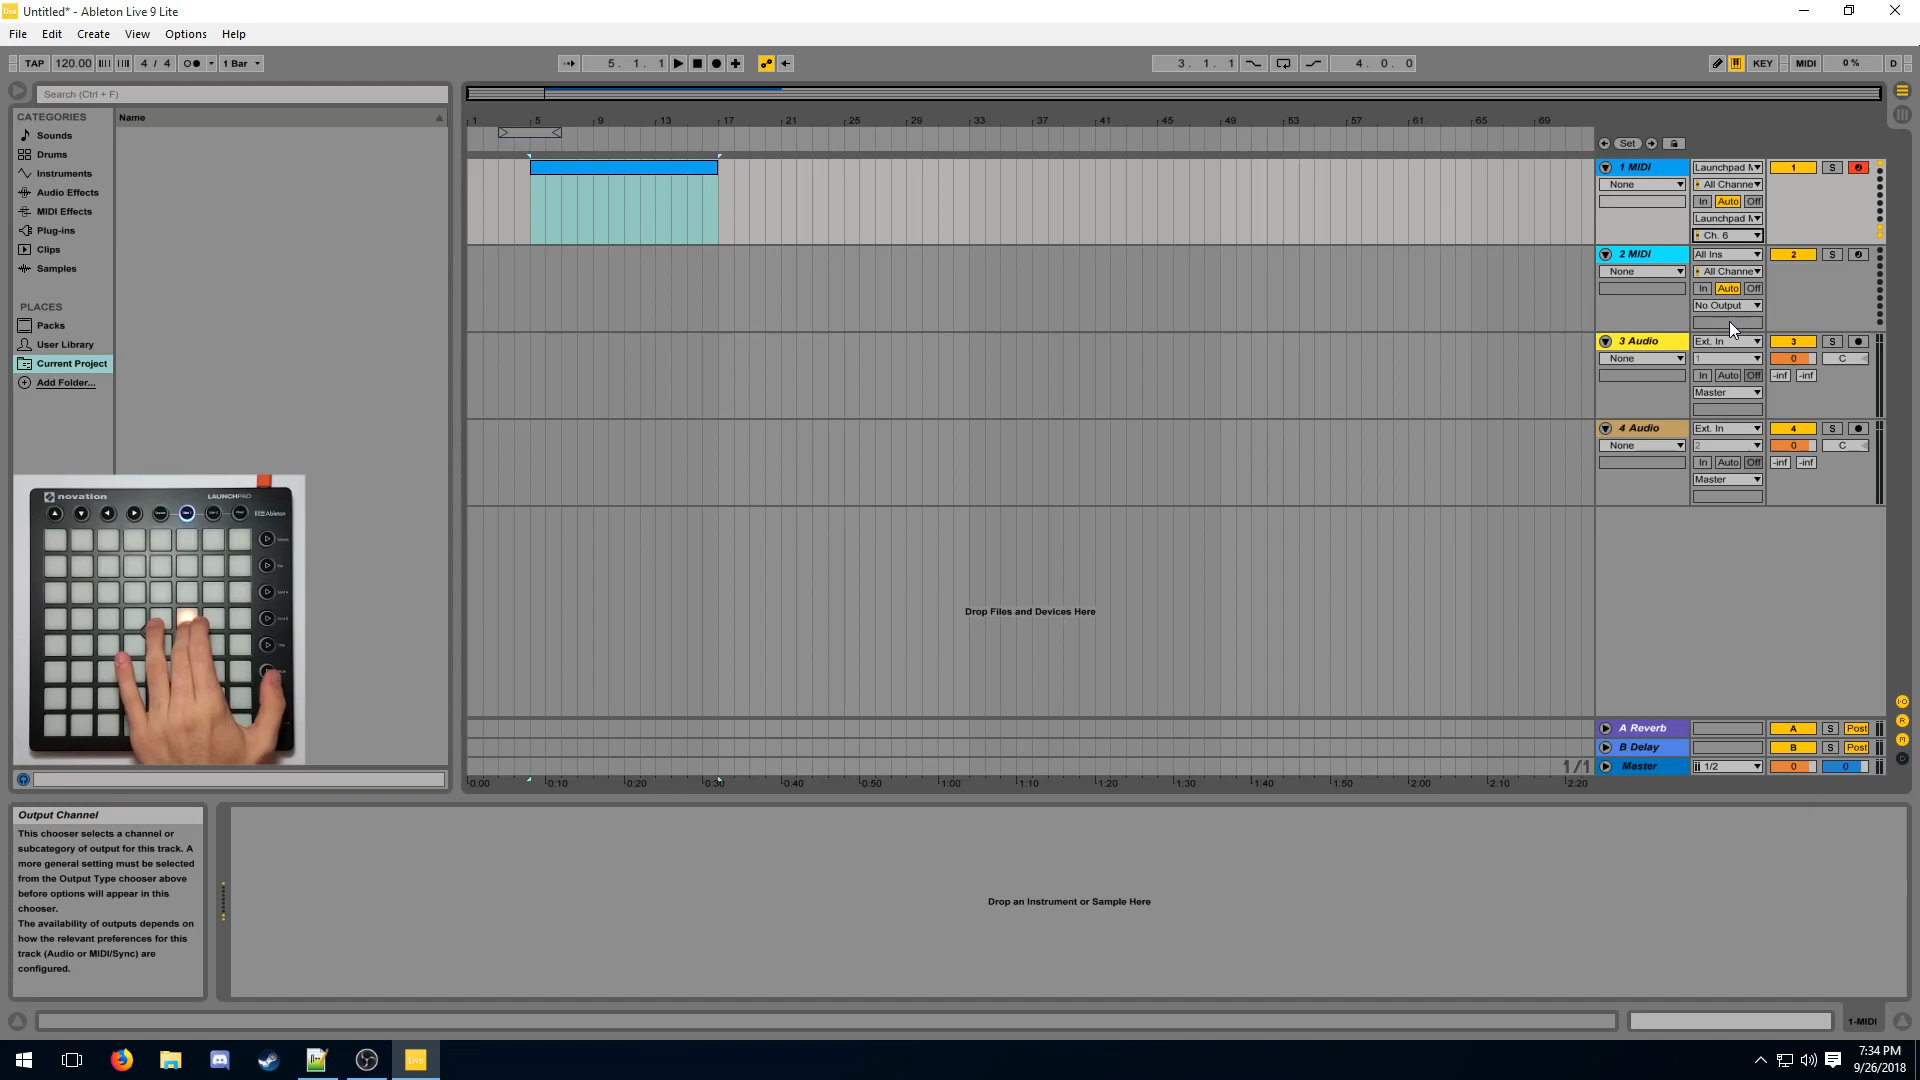 Untitled* - Ableton Live 9 Lite
File Edit Create View Options Help
TAP 120.00 4 / 4 1 Bar 5. 1. 1 3. 1. 1 4. 0. 0 KEY MIDI 0 % D
Search (Ctrl + F)
CATEGORIES
Sounds
Drums
Instruments
Audio Effects
MIDI Effects
Plug-ins
Clips
Samples
PLACES
Packs
User Library
Current Project
Add Folder...
Name
1 5 9 13 17 21 25 29 33 37 41 45 49 53 57 61 65 69
Set
1 MIDI Launchpad M 1 S
None All Channe
In Auto Off
Launchpad M
Ch. 6
2 MIDI All Ins 2 S
None All Channe
In Auto Off
No Output
3 Audio Ext. In 3 S
None 1 0 C
In Auto Off -inf -inf
Master
4 Audio Ext. In 4 S
None 2 0 C
In Auto Off -inf -inf
Master
Drop Files and Devices Here
novation LAUNCHPAD
Ableton
A Reverb A S Post
B Delay B S Post
1/1 Master 1/2 0 0
0:00 0:10 0:20 0:30 0:40 0:50 1:00 1:10 1:20 1:30 1:40 1:50 2:00 2:10 2:20
Output Channel
This chooser selects a channel or
subcategory of output for this track. A
more general setting must be selected
from the Output Type chooser above
before options will appear in this
chooser.
The availability of outputs depends on
how the relevant preferences for this
track (Audio or MIDI/Sync) are
configured.
Drop an Instrument or Sample Here
1-MIDI
Live
7:34 PM
9/26/2018